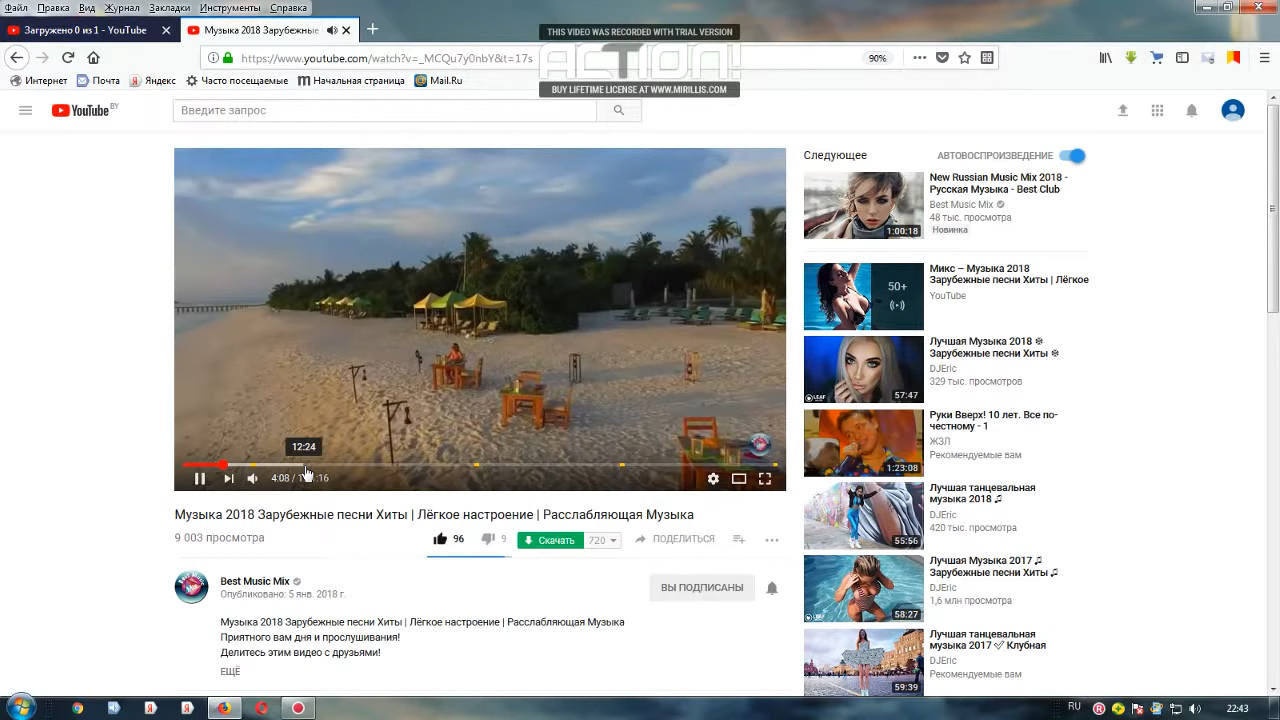 Файл Правка Вид Журнал Закладки Инструменты Справка
Загружено 0 из 1 - YouTube
Музыка 2018 Зарубежные
THIS VIDEO WAS RECORDED WITH TRIAL VERSION
ACTION!
BUY LIFETIME LICENSE AT WWW.MIRILLIS.COM
https://www.youtube.com/watch?v=_MCQu7y0nbY&t=17s
90%
Интернет Почта Яндекс Часто посещаемые Начальная страница Mail.Ru
YouTube BY
Введите запрос
Следующее
АВТОВОСПРОИЗВЕДЕНИЕ
New Russian Music Mix 2018 -
Русская Музыка - Best Club
Best Music Mix
48 тыс. просмотра
Новинка
1:00:18
Микс – Музыка 2018
Зарубежные песни Хиты | Лёгкое
YouTube
50+
Лучшая Музыка 2018 ❄
Зарубежные песни Хиты ❄
DJEric
329 тыс. просмотров
57:47
Руки Вверх! 10 лет. Все по-
честному - 1
ЖЗЛ
Рекомендуемые вам
1:23:08
Лучшая танцевальная
музыка 2018 ♫
DJEric
420 тыс. просмотра
55:56
Лучшая Музыка 2017 ♫
Зарубежные песни Хиты ♫
DJEric
1,6 млн просмотра
58:27
Лучшая танцевальная
музыка 2017 ✅ Клубная
DJEric
Рекомендуемые вам
59:39
12:24
4:08 /
:16
Музыка 2018 Зарубежные песни Хиты | Лёгкое настроение | Расслабляющая Музыка
9 003 просмотра
96
9
Скачать
720
ПОДЕЛИТЬСЯ
Best Music Mix
Опубликовано: 5 янв. 2018 г.
ВЫ ПОДПИСАНЫ
Музыка 2018 Зарубежные песни Хиты | Лёгкое настроение | Расслабляющая Музыка
Приятного вам дня и прослушивания!
Делитесь этим видео с друзьями!
ЕЩЁ
RU
22:43